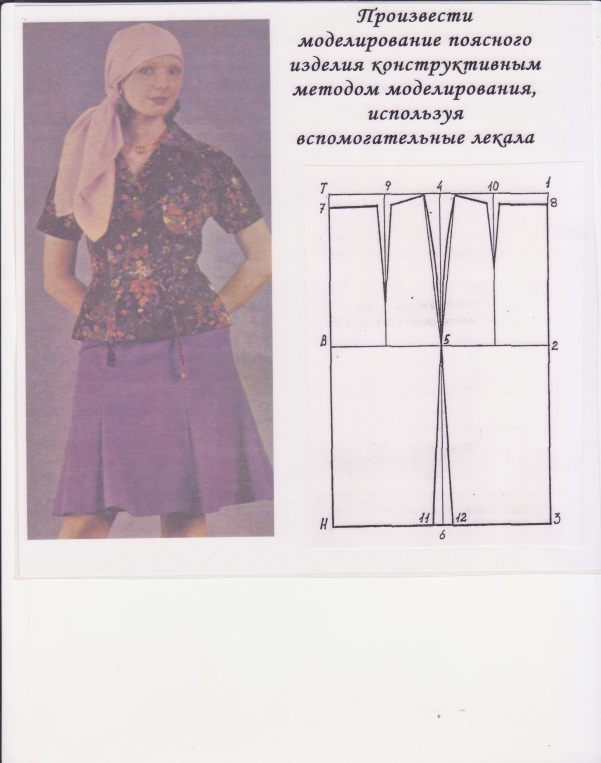 Произвести
моделирование поясного
изделия конструктивным
методом моделирования,
используя
вспомогательные лекала
Т 9 4 10 1
7 8
В 5 2
Н 11 12 3
6